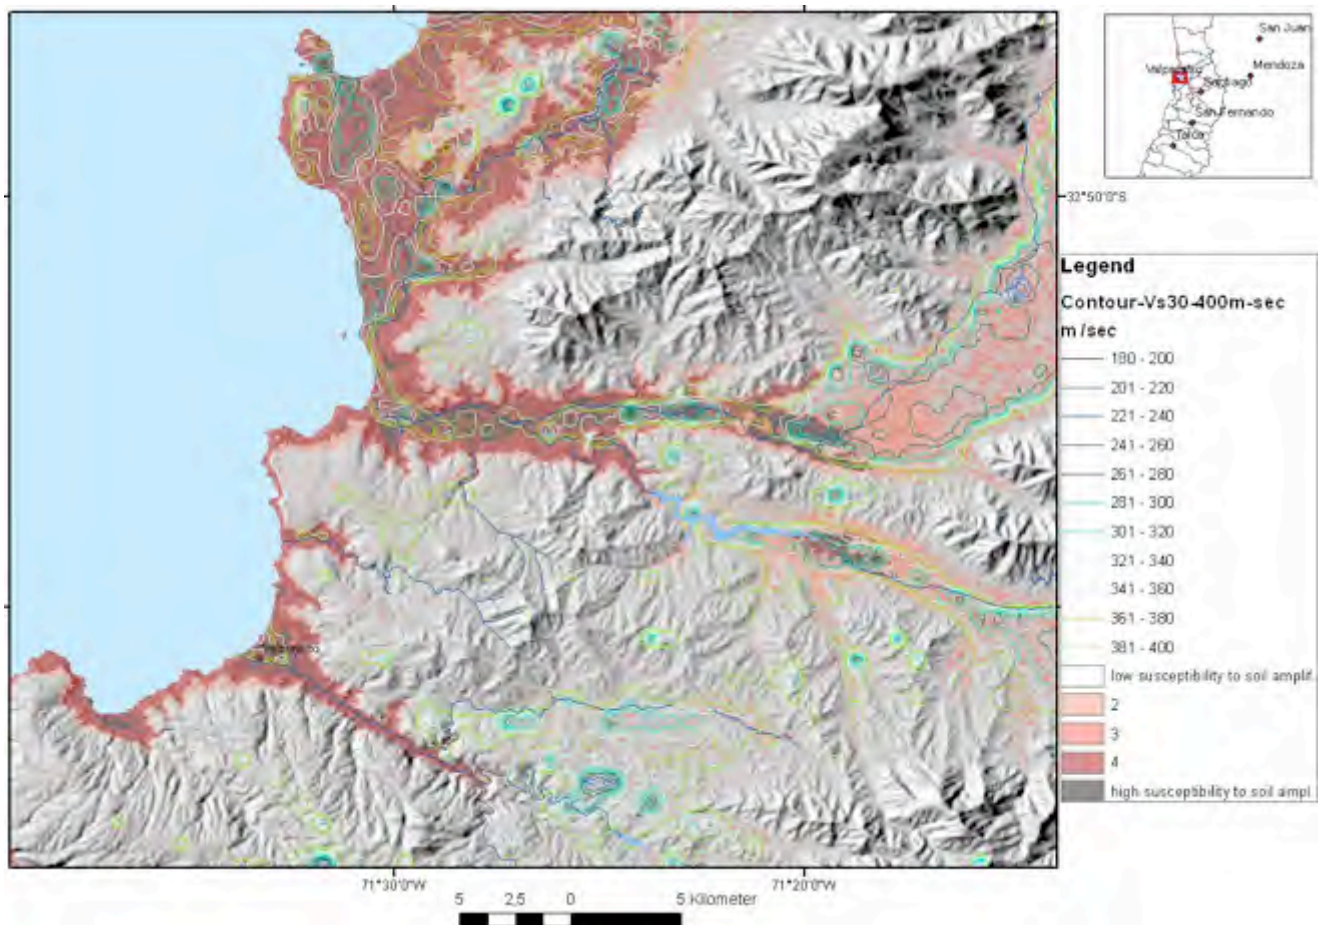 San Juan
Valparaiso
Mendoza
Santiago
San Fernando
Talca
32°50'0"S
Legend
Contour-Vs30-400m-sec
m /sec
190 - 200
201 - 220
221 - 240
241 - 260
261 - 280
281 - 300
301 - 320
321 - 340
341 - 360
361 - 380
381 - 400
low susceptibility to soil amplif.
2
3
4
high susceptibility to soil ampl
71°30'0"W
71°20'0"W
5 2,5 0 5 Kilometer